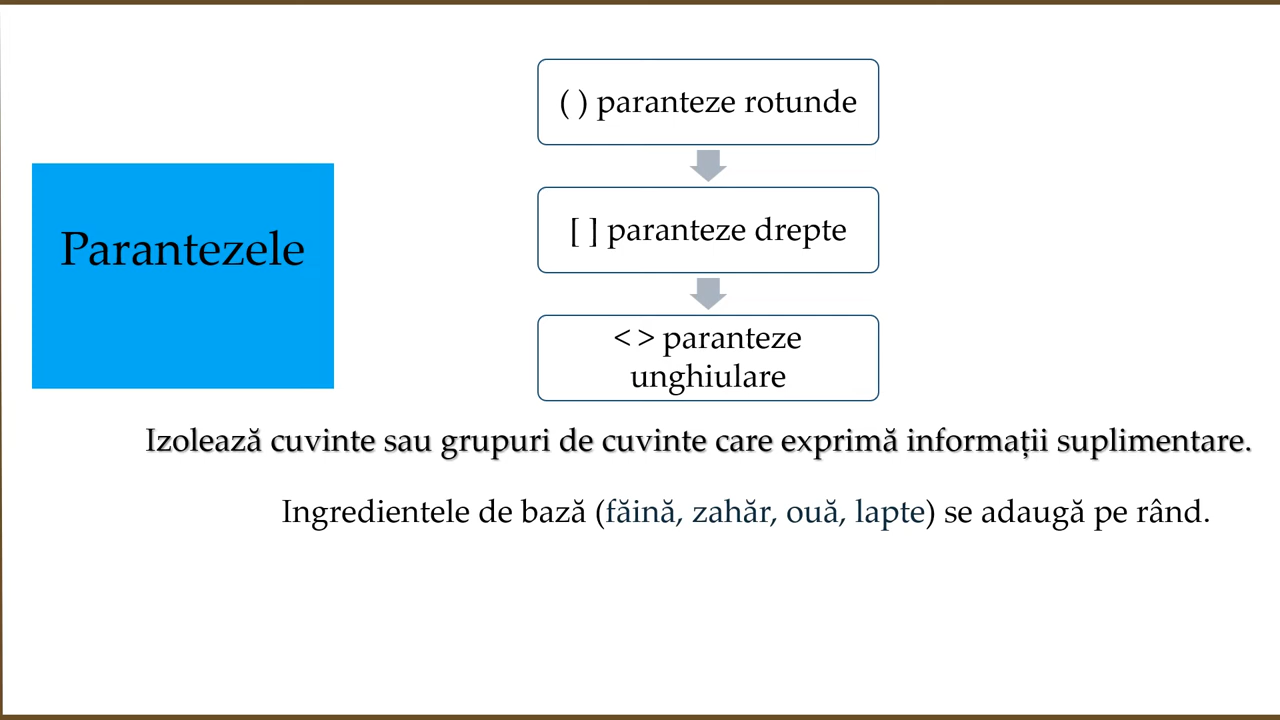 Parantezele
( ) paranteze rotunde
[ ] paranteze drepte
< > paranteze
unghiulare
Izolează cuvinte sau grupuri de cuvinte care exprimă informații suplimentare.
Ingredientele de bază (făină, zahăr, ouă, lapte) se adaugă pe rând.